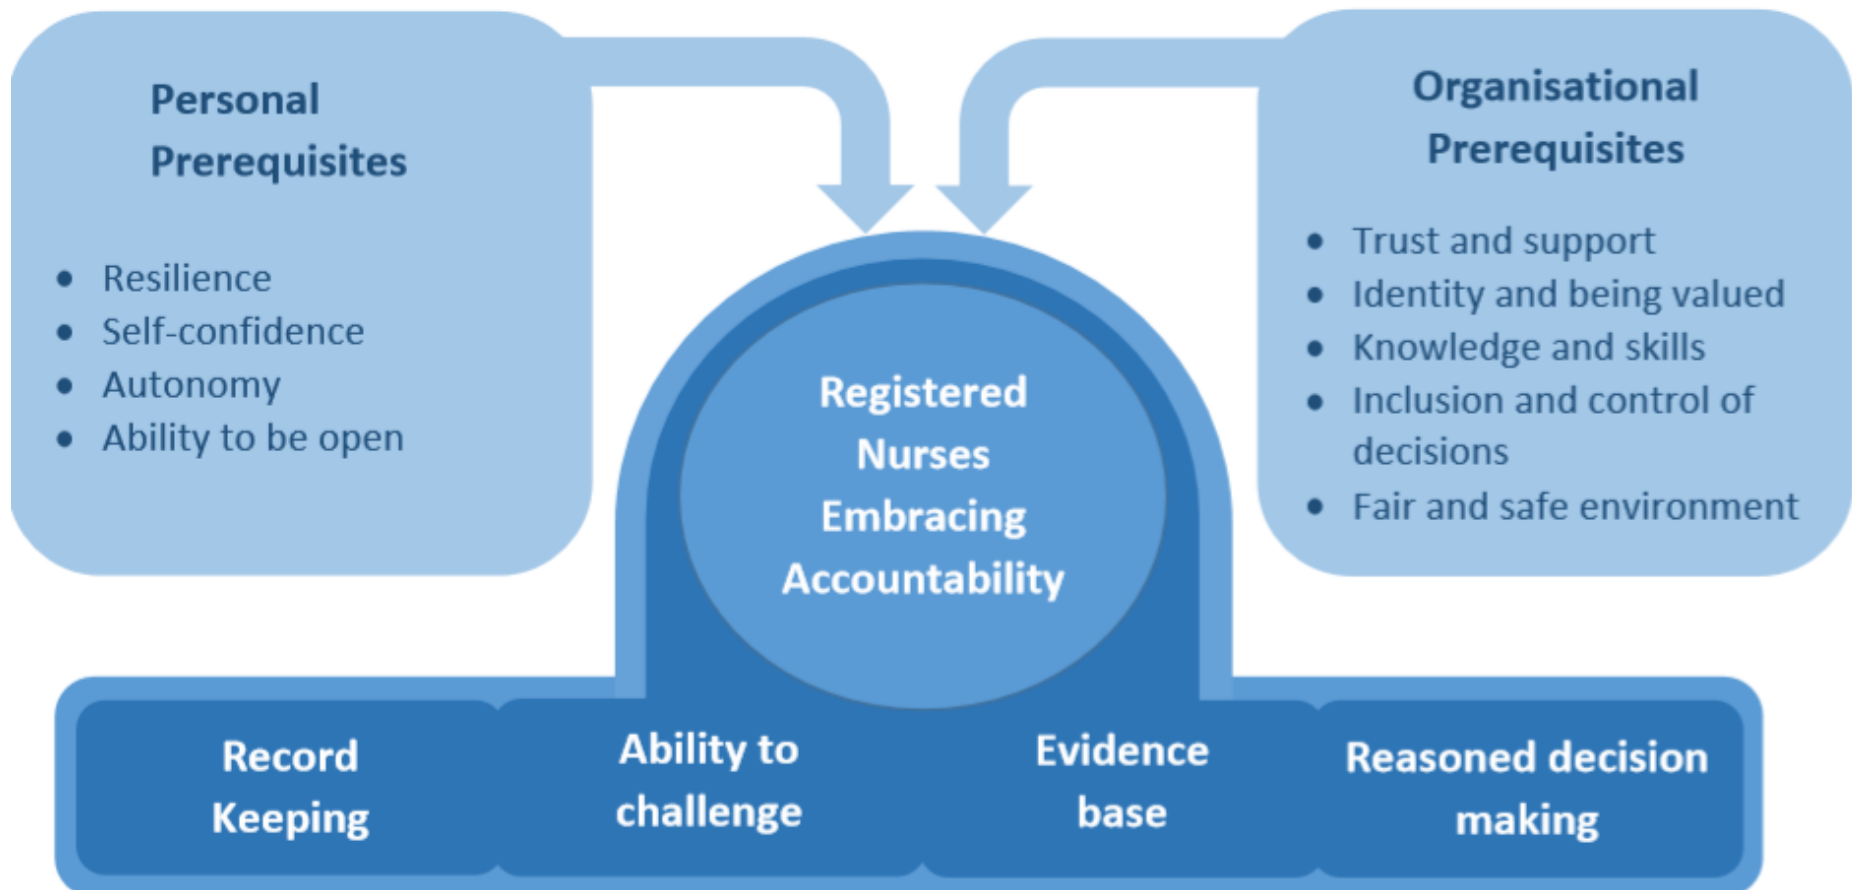 Personal
Prerequisites
• Resilience
• Self-confidence
• Autonomy
• Ability to be open
Organisational
Prerequisites
• Trust and support
• Identity and being valued
• Knowledge and skills
• Inclusion and control of
decisions
• Fair and safe environment
Registered
Nurses
Embracing
Accountability
Record
Keeping
Ability to
challenge
Evidence
base
Reasoned decision
making